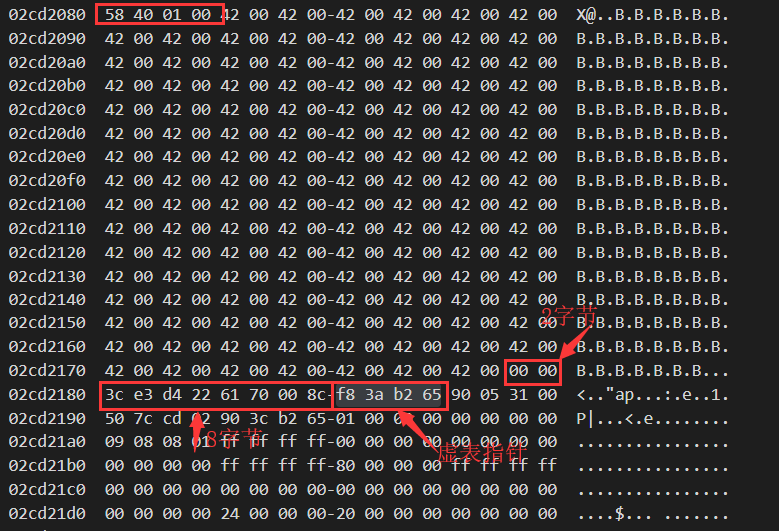 02cd2080 58 40 01 00 42 00 42 00-42 00 42 00 42 00 42 00 X@..B.B.B.B.B.B.
02cd2090 42 00 42 00 42 00 42 00-42 00 42 00 42 00 42 00 B.B.B.B.B.B.B.B.
02cd20a0 42 00 42 00 42 00 42 00-42 00 42 00 42 00 42 00 B.B.B.B.B.B.B.B.
02cd20b0 42 00 42 00 42 00 42 00-42 00 42 00 42 00 42 00 B.B.B.B.B.B.B.B.
02cd20c0 42 00 42 00 42 00 42 00-42 00 42 00 42 00 42 00 B.B.B.B.B.B.B.B.
02cd20d0 42 00 42 00 42 00 42 00-42 00 42 00 42 00 42 00 B.B.B.B.B.B.B.B.
02cd20e0 42 00 42 00 42 00 42 00-42 00 42 00 42 00 42 00 B.B.B.B.B.B.B.B.
02cd20f0 42 00 42 00 42 00 42 00-42 00 42 00 42 00 42 00 B.B.B.B.B.B.B.B.
02cd2100 42 00 42 00 42 00 42 00-42 00 42 00 42 00 42 00 B.B.B.B.B.B.B.B.
02cd2110 42 00 42 00 42 00 42 00-42 00 42 00 42 00 42 00 B.B.B.B.B.B.B.B.
02cd2120 42 00 42 00 42 00 42 00-42 00 42 00 42 00 42 00 B.B.B.B.B.B.B.B.
02cd2130 42 00 42 00 42 00 42 00-42 00 42 00 42 00 42 00 B.B.B.B.B.B.B.B.
02cd2140 42 00 42 00 42 00 42 00-42 00 42 00 42 00 42 00 B.B.B.B.B.B.B.B.
02cd2150 42 00 42 00 42 00 42 00-42 00 42 00 42 00 42 00 B.B.B.B.B.B.B.B.
2字节
02cd2160 42 00 42 00 42 00 42 00-42 00 42 00 42 00 42 00 B.B.B.B.B.B.B.B.
02cd2170 42 00 42 00 42 00 42 00-42 00 42 00 42 00 00 00 B.B.B.B.B.B.B...
02cd2180 3c e3 d4 22 61 70 00 8c-f8 3a b2 65 90 05 31 00 <.."ap...:.e..1.
02cd2190 50 7c cd 02 90 3c b2 65-01 00 00 00 00 00 00 00 P|...<.e........
8字节
虚表指针
02cd21a0 09 08 08 01 ff ff ff ff-00 00 00 00 00 00 00 00 ................
02cd21b0 00 00 00 00 ff ff ff ff-80 00 00 00 ff ff ff ff ................
02cd21c0 00 00 00 00 00 00 00 00-00 00 00 00 00 00 00 00 ................
02cd21d0 00 00 00 00 24 00 00 00-20 00 00 00 00 00 00 00 ....$... .......